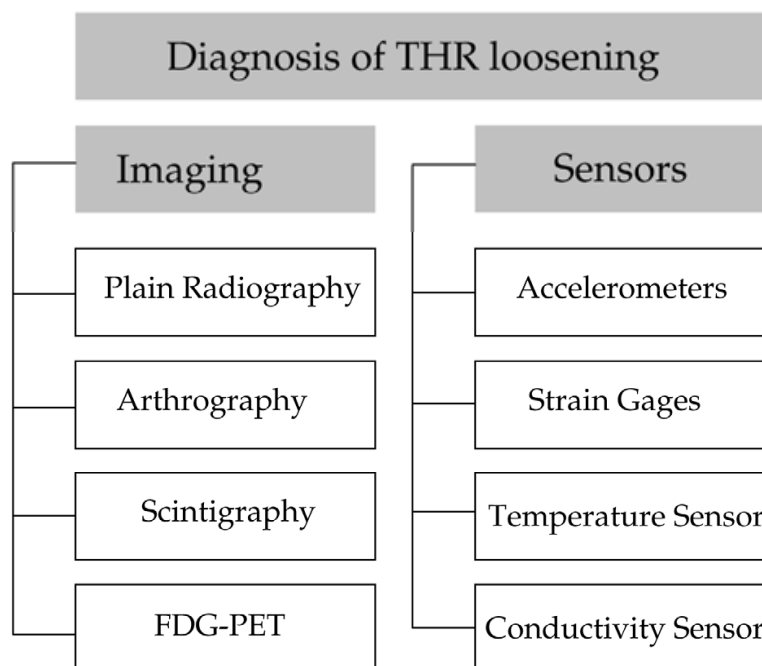 Diagnosis of THR loosening
Imaging
Plain Radiography
Arthrography
Scintigraphy
FDG-PET
Sensors
Accelerometers
Strain Gages
Temperature Sensor
Conductivity Sensor